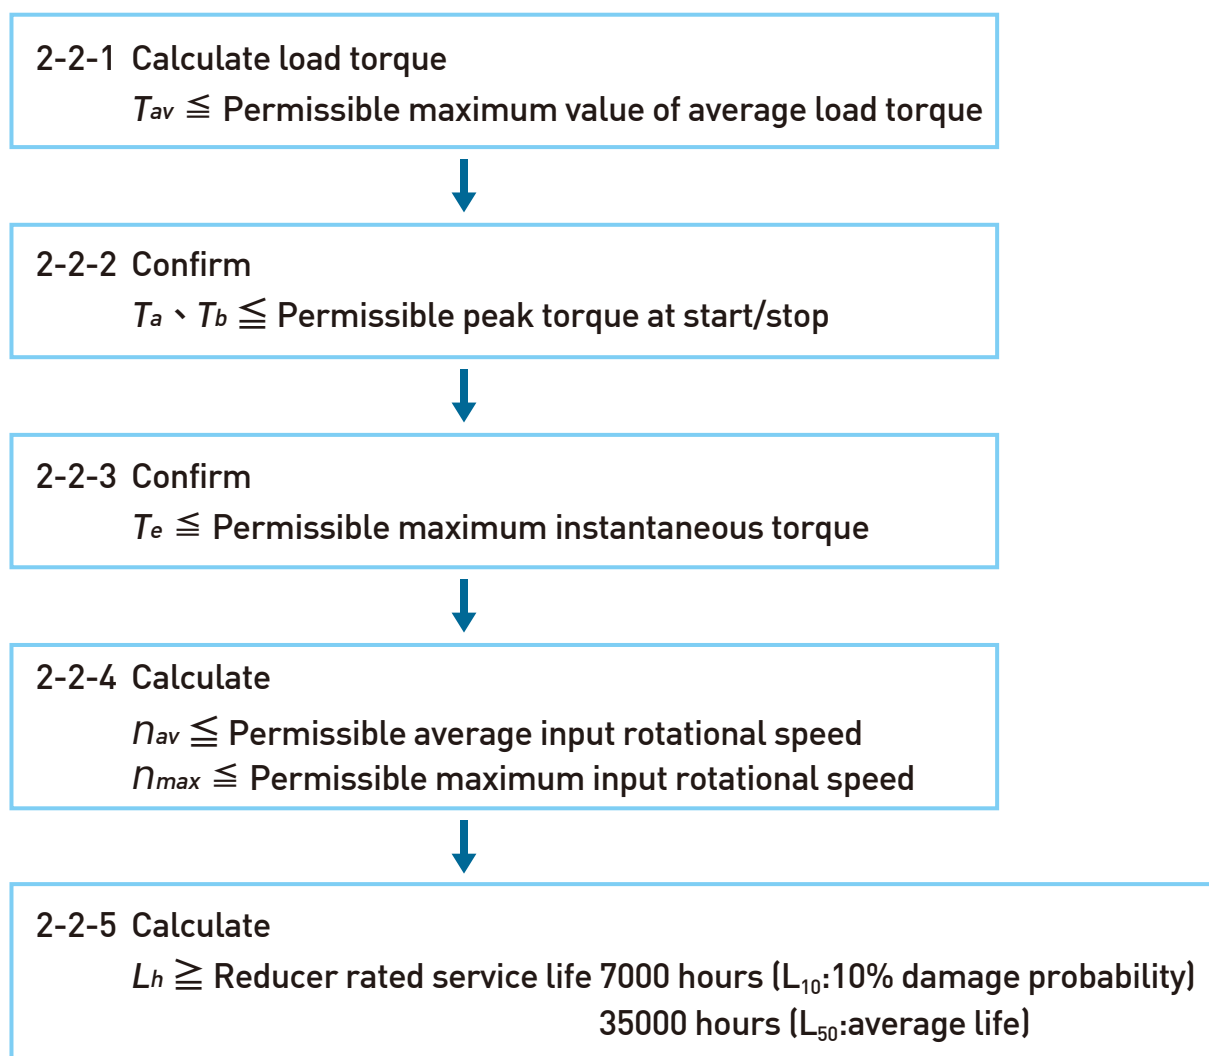 2-2-1 Calculate load torque
Tav ≦ Permissible maximum value of average load torque
2-2-2 Confirm
Ta、Tb ≦ Permissible peak torque at start/stop
2-2-3 Confirm
Te ≦ Permissible maximum instantaneous torque
2-2-4 Calculate
nav ≦ Permissible average input rotational speed
nmax ≦ Permissible maximum input rotational speed
2-2-5 Calculate
Lh ≧ Reducer rated service life 7000 hours (L10:10% damage probability)
35000 hours (L50:average life)